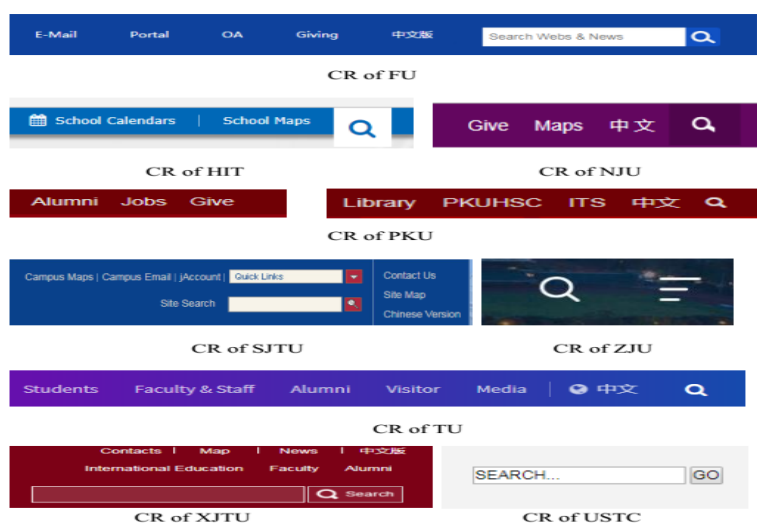 E-Mail Portal OA Giving 中文版 Search Webs & News
CR of FU
School Calendars | School Maps
Give Maps 中文
CR of HIT
CR of NJU
Alumni Jobs Give
Library PKUHSC ITS 中文
CR of PKU
Campus Maps | Campus Email | jAccount | Quick Links
Site Search
Contact Us
Site Map
Chinese Version
CR of SJTU
CR of ZJU
Students Faculty & Staff Alumni Visitor Media | 中文
CR of TU
Contacts | Map | News | 中文版
International Education Faculty Alumni
Search
SEARCH... GO
CR of XJTU
CR of USTC